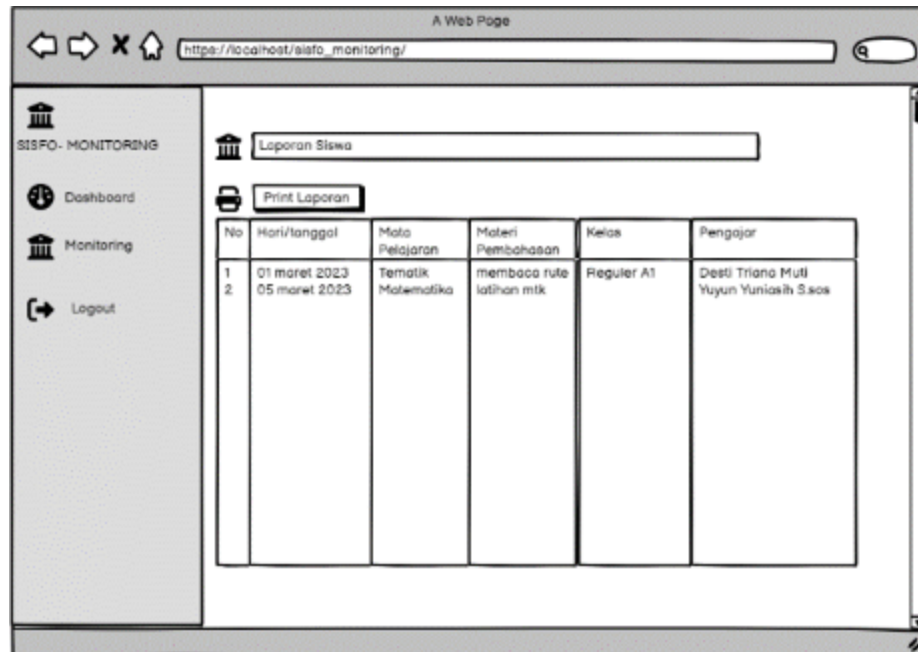 A Web Page
https://localhost/sisfo_monitoring/
SISFO- MONITORING
Dashboard
Monitoring
Logout
Laporan Siswa
Print Laporan
No Hari/tanggal Mata Pelajaran Materi Pembahasan Kelas Pengajar
1 01 maret 2023 Tematik membaca rute Reguler A1 Desti Triana Muti
2 05 maret 2023 Matematika latihan mtk Yuyun Yuniasih S.sos